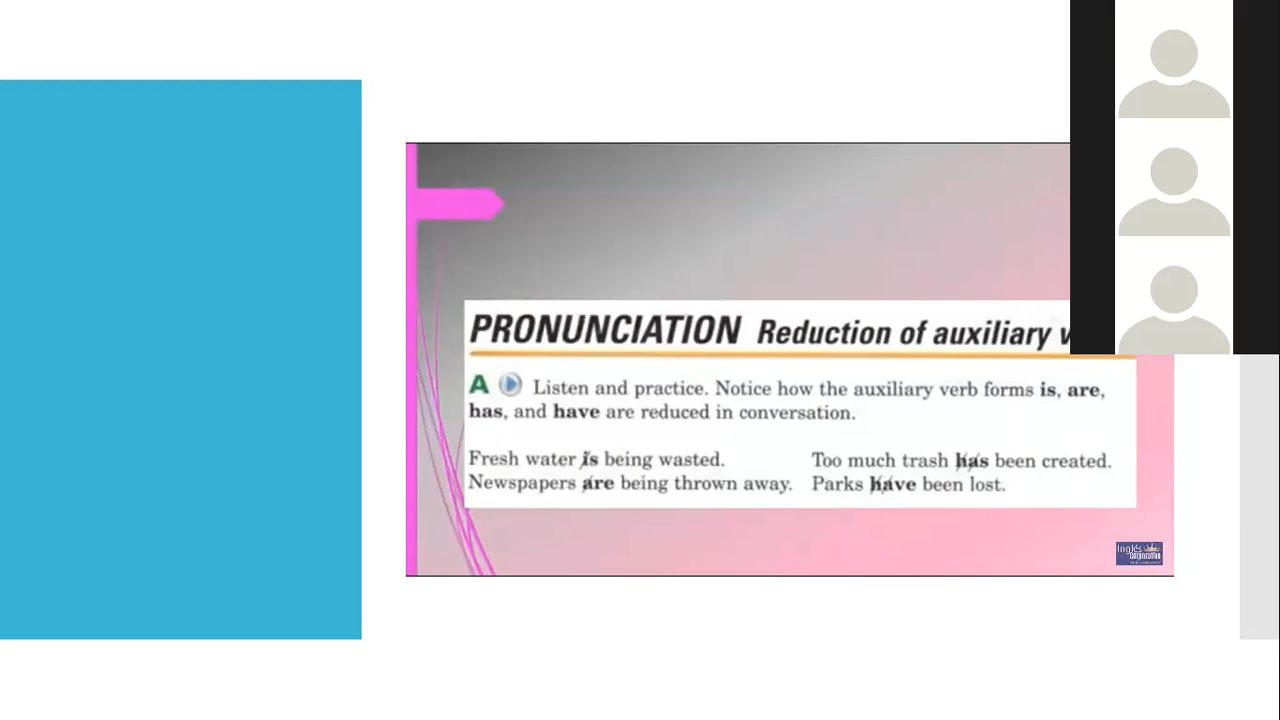 PRONUNCIATION Reduction of auxiliary
A Listen and practice. Notice how the auxiliary verb forms is, are,
has, and have are reduced in conversation.
Fresh water is being wasted.
Newspapers are being thrown away.
Too much trash has been created.
Parks have been lost.
Inglés
Corporativo